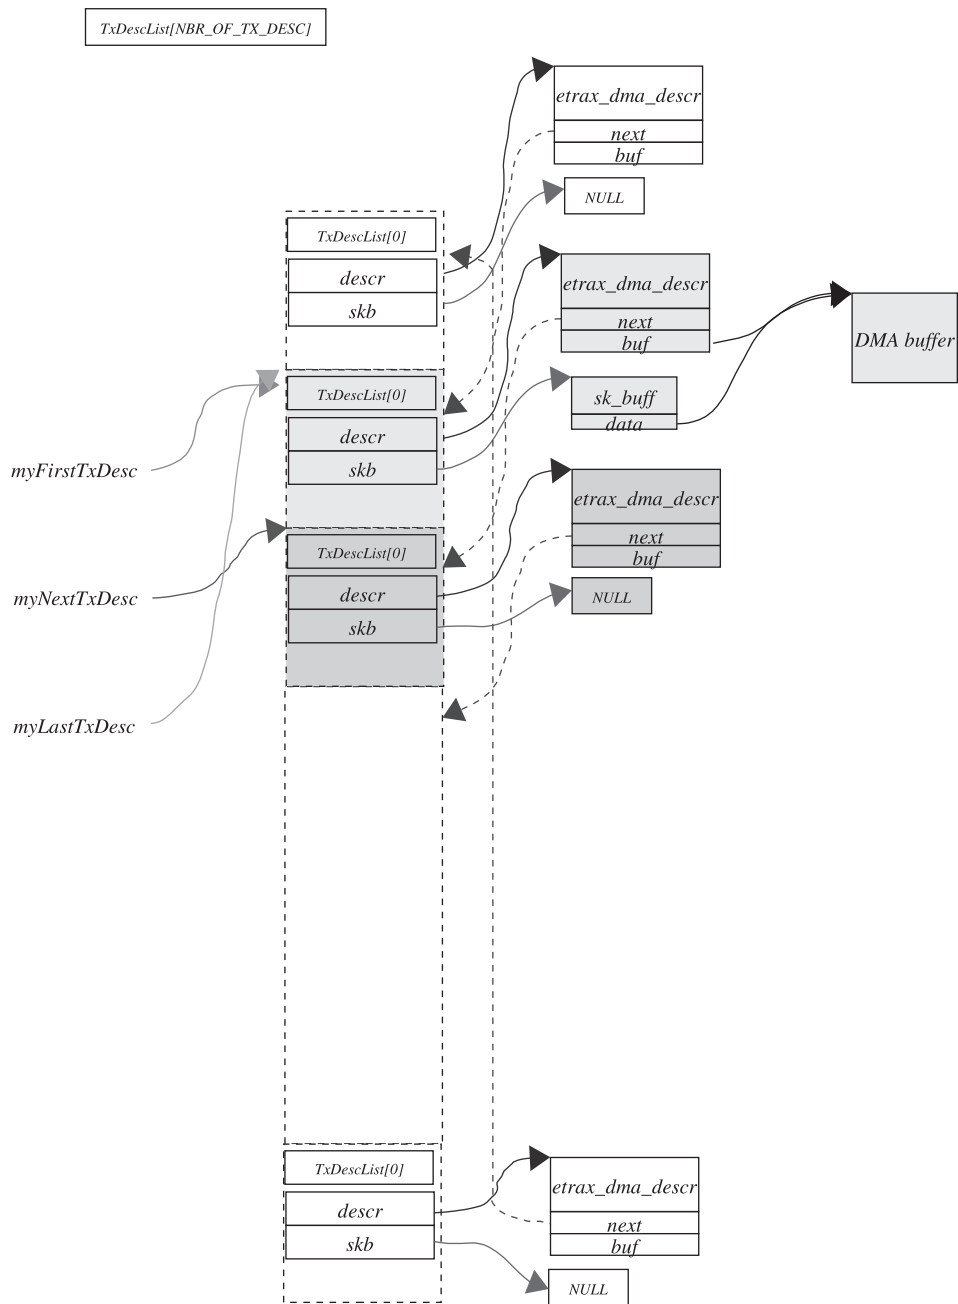 TxDescList[NBR_OF_TX_DESC]
etrax_dma_descr
next
buf
NULL
TxDescList[0]
descr
skb
etrax_dma_descr
next
buf
DMA buffer
TxDescList[0]
sk_buff
data
descr
skb
myFirstTxDesc
etrax_dma_descr
next
buf
TxDescList[0]
descr
skb
NULL
myNextTxDesc
myLastTxDesc
TxDescList[0]
descr
skb
etrax_dma_descr
next
buf
NULL